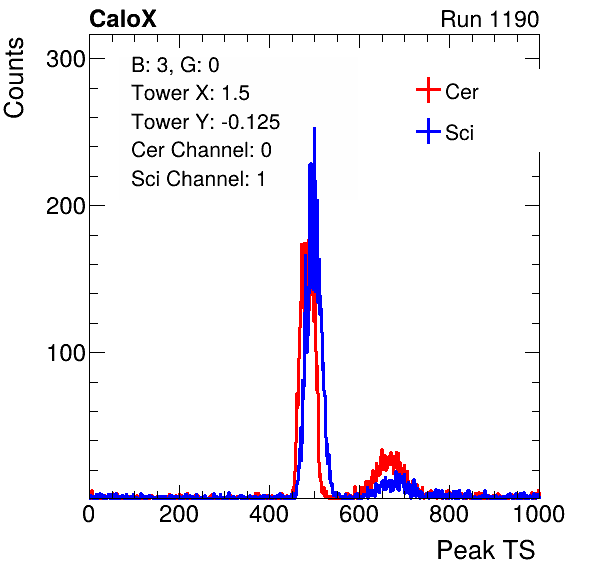 CaloX Run 1190
Counts
300
200
100
B: 3, G: 0
Tower X: 1.5
Tower Y: -0.125
Cer Channel: 0
Sci Channel: 1
Cer
Sci
0 200 400 600 800 1000
Peak TS